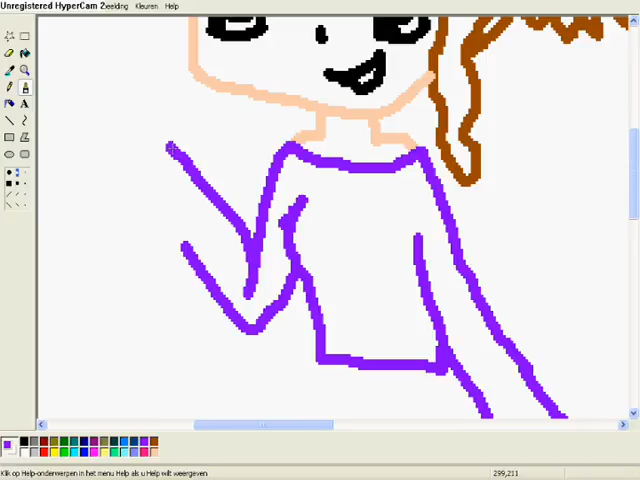 Unregistered HyperCam 2
beelding Kleuren Help
A
Klik op Help-onderwerpen in het menu Help als u Help wilt weergeven
299,211